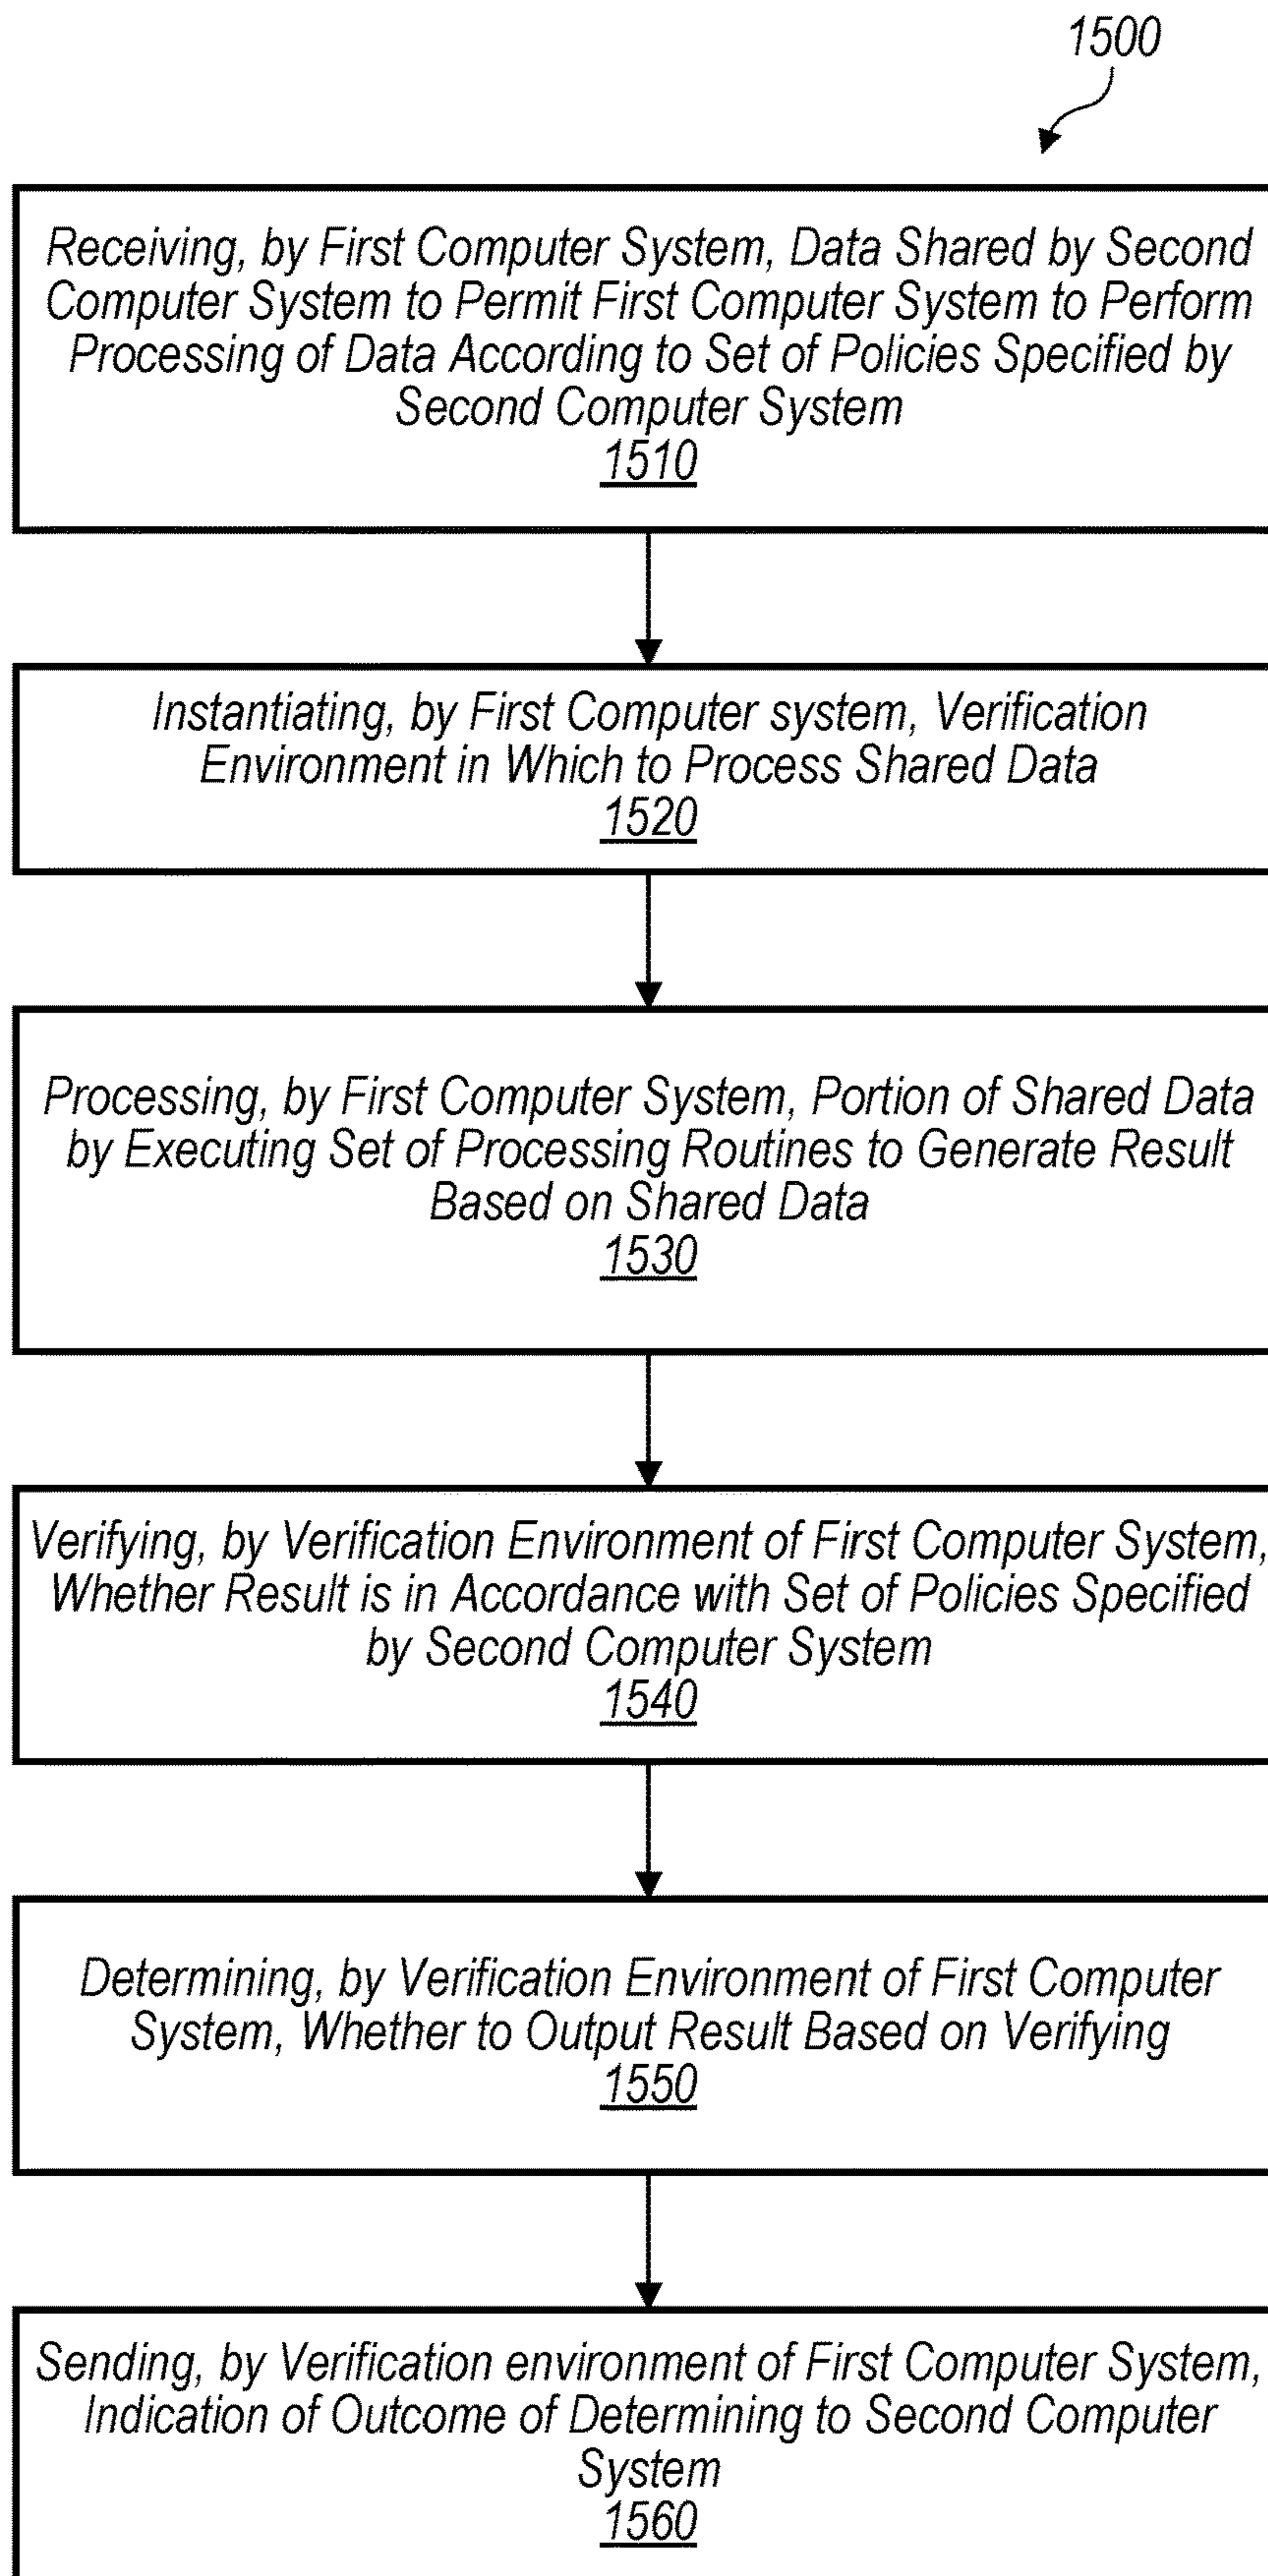 1500
Receiving, by First Computer System, Data Shared by Second
Computer System to Permit First Computer System to Perform
Processing of Data According to Set of Policies Specified by
Second Computer System
1510
Instantiating, by First Computer system, Verification
Environment in Which to Process Shared Data
1520
Processing, by First Computer System, Portion of Shared Data
by Executing Set of Processing Routines to Generate Result
Based on Shared Data
1530
Verifying, by Verification Environment of First Computer System,
Whether Result is in Accordance with Set of Policies Specified
by Second Computer System
1540
Determining, by Verification Environment of First Computer
System, Whether to Output Result Based on Verifying
1550
Sending, by Verification environment of First Computer System,
Indication of Outcome of Determining to Second Computer
System
1560